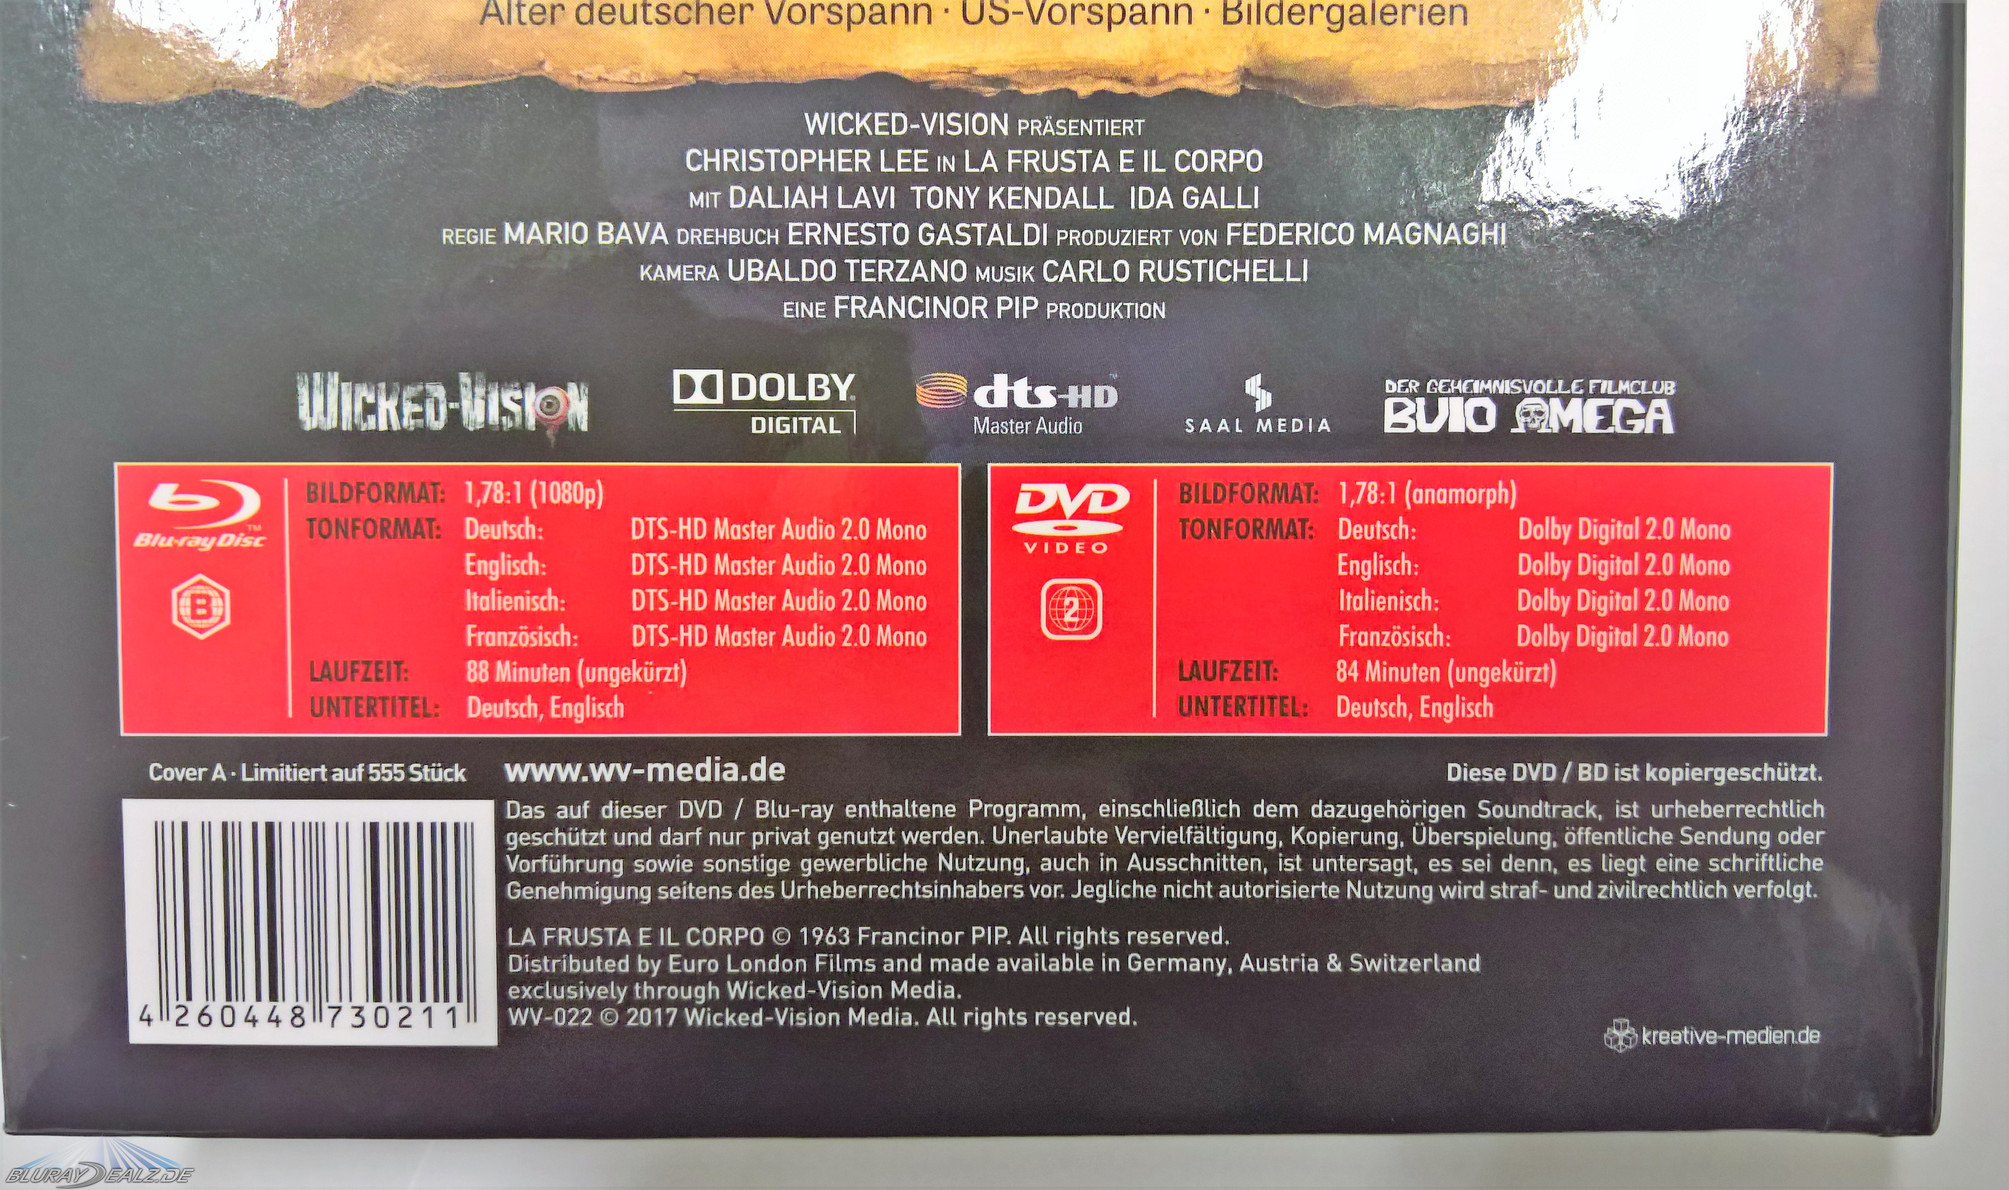 Alter deutscher Vorspann · US-Vorspann · Bildergalerien
WICKED-VISION PRÄSENTIERT
CHRISTOPHER LEE IN LA FRUSTA E IL CORPO
MIT DALIAH LAVI TONY KENDALL IDA GALLI
REGIE MARIO BAVA DREHBUCH ERNESTO GASTALDI PRODUZIERT VON FEDERICO MAGNAGHI
KAMERA UBALDO TERZANO MUSIK CARLO RUSTICHELLI
EINE FRANCINOR PIP PRODUKTION
WICKED-VISION
DOLBY
DIGITAL
dts-HD
Master Audio
SAAL MEDIA
DER GEHEIMNISVOLLE FILMCLUB
BUIO OMEGA
Blu-ray Disc™
B
BILDFORMAT: 1,78:1 (1080p)
TONFORMAT: Deutsch: DTS-HD Master Audio 2.0 Mono
Englisch: DTS-HD Master Audio 2.0 Mono
Italienisch: DTS-HD Master Audio 2.0 Mono
Französisch: DTS-HD Master Audio 2.0 Mono
LAUFZEIT: 88 Minuten (ungekürzt)
UNTERTITEL: Deutsch, Englisch
DVD
VIDEO
2
BILDFORMAT: 1,78:1 (anamorph)
TONFORMAT: Deutsch: Dolby Digital 2.0 Mono
Englisch: Dolby Digital 2.0 Mono
Italienisch: Dolby Digital 2.0 Mono
Französisch: Dolby Digital 2.0 Mono
LAUFZEIT: 84 Minuten (ungekürzt)
UNTERTITEL: Deutsch, Englisch
Cover A · Limitiert auf 555 Stück
www.wv-media.de
Diese DVD / BD ist kopiergeschützt.
Das auf dieser DVD / Blu-ray enthaltene Programm, einschließlich dem dazugehörigen Soundtrack, ist urheberrechtlich
geschützt und darf nur privat genutzt werden. Unerlaubte Vervielfältigung, Kopierung, Überspielung, öffentliche Sendung oder
Vorführung sowie sonstige gewerbliche Nutzung, auch in Ausschnitten, ist untersagt, es sei denn, es liegt eine schriftliche
Genehmigung seitens des Urheberrechtsinhabers vor. Jegliche nicht autorisierte Nutzung wird straf- und zivilrechtlich verfolgt.
LA FRUSTA E IL CORPO © 1963 Francinor PIP. All rights reserved.
Distributed by Euro London Films and made available in Germany, Austria & Switzerland
exclusively through Wicked-Vision Media.
WV-022 © 2017 Wicked-Vision Media. All rights reserved.
4 260448 730211
kreative-medien.de
BLURAYDEALZ.DE